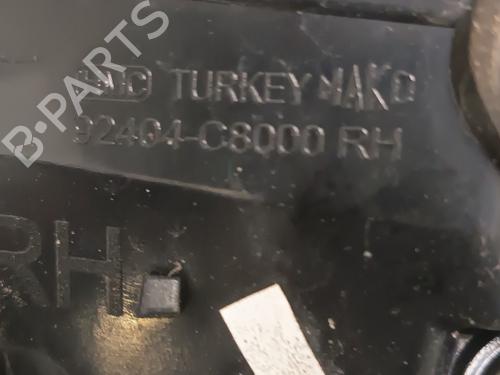 B-PARTS
TURKEY MAKO
92404-C8000 RH
RH